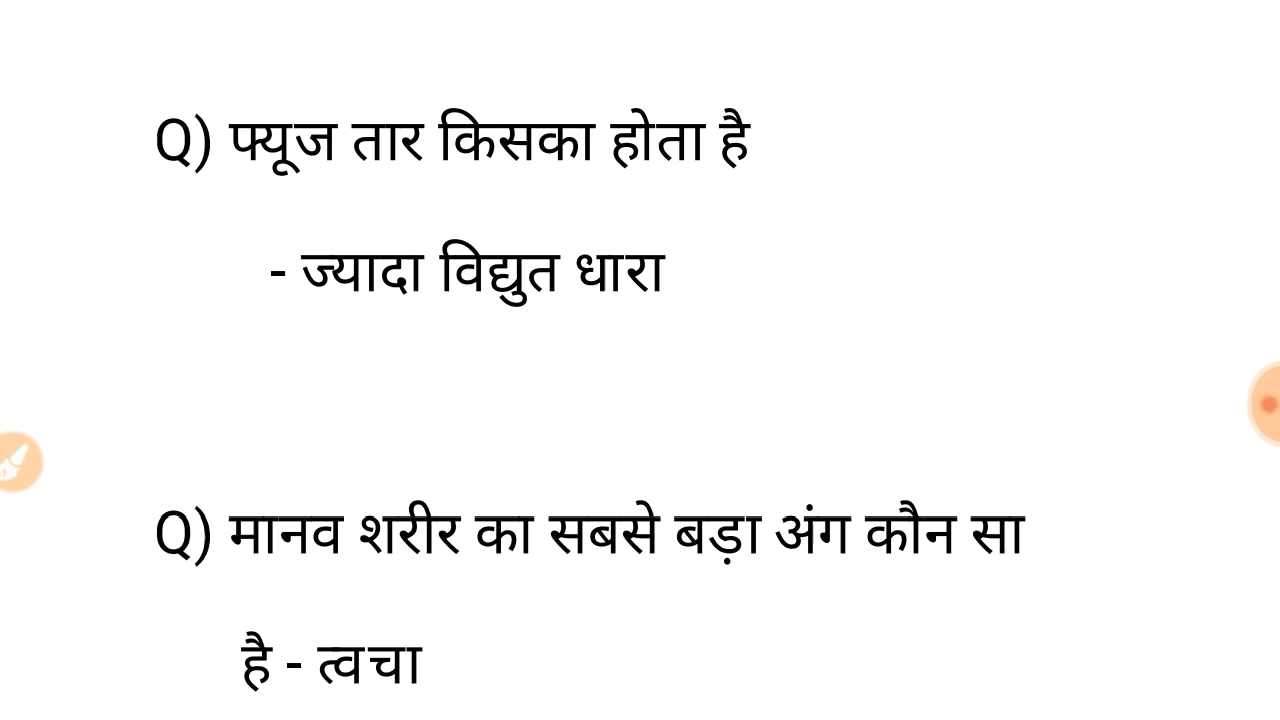 Q) फ्यूज तार किसका होता है
- ज्यादा विद्युत धारा
Q) मानव शरीर का सबसे बड़ा अंग कौन सा
है - त्वचा